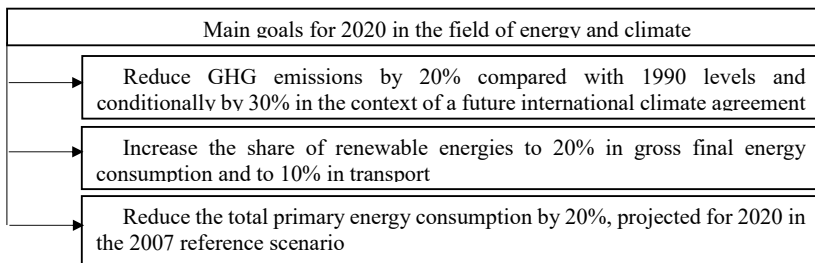 Main goals for 2020 in the field of energy and climate
Reduce GHG emissions by 20% compared with 1990 levels and
conditionally by 30% in the context of a future international climate agreement
Increase the share of renewable energies to 20% in gross final energy
consumption and to 10% in transport
Reduce the total primary energy consumption by 20%, projected for 2020 in
the 2007 reference scenario